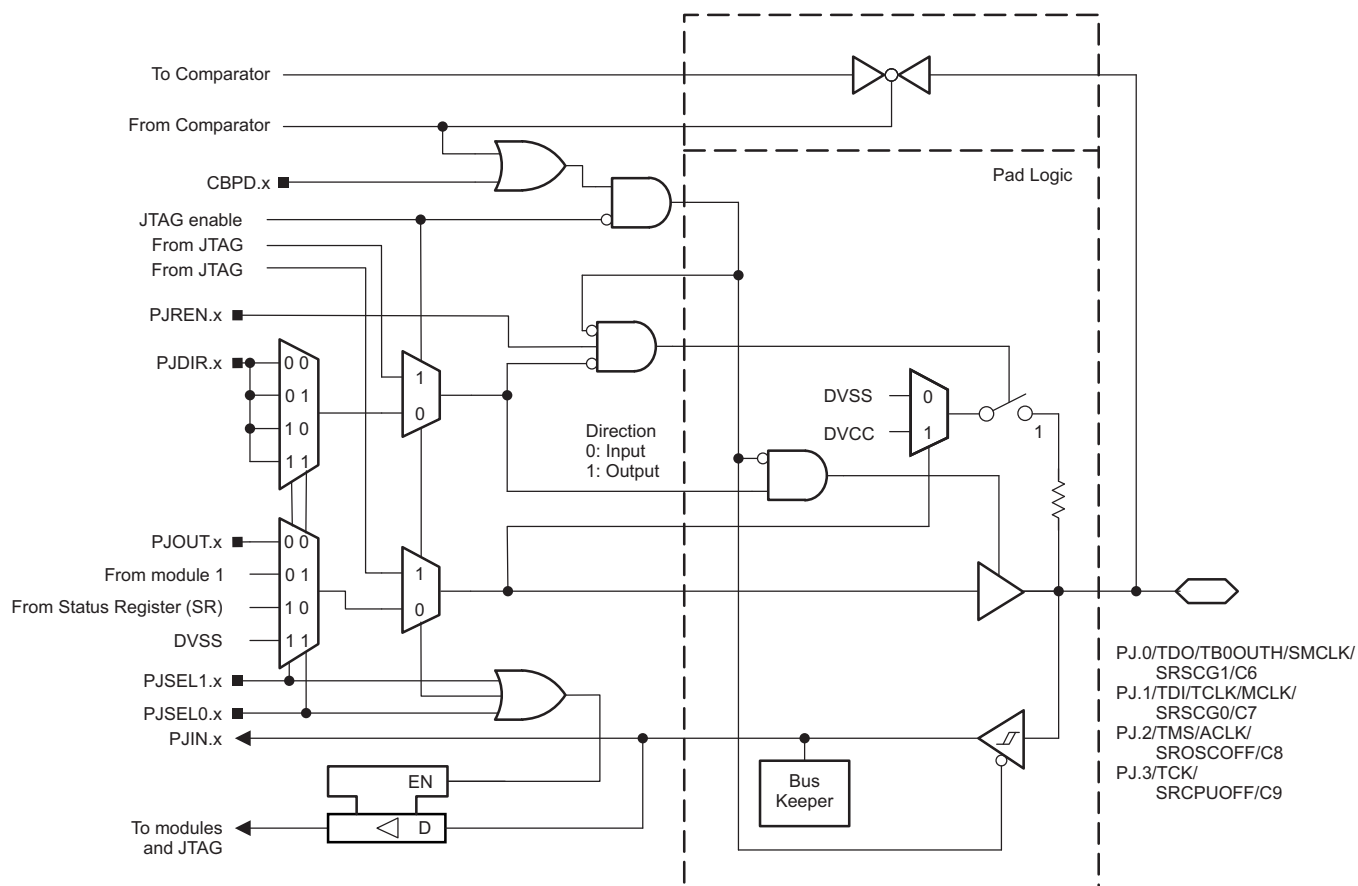 To Comparator
From Comparator
Pad Logic
CBPD.x
JTAG enable
From JTAG
From JTAG
PJREN.x
PJDIR.x
0 0
0 1
1 0
1 1
1
0
Direction
0: Input
1: Output
DVSS
DVCC
0
1
1
PJOUT.x
From module 1
From Status Register (SR)
DVSS
0 0
0 1
1 0
1 1
1
0
PJSEL1.x
PJSEL0.x
PJIN.x
EN
D
To modules
and JTAG
Bus
Keeper
PJ.0/TDO/TB0OUTH/SMCLK/
SRSCG1/C6
PJ.1/TDI/TCLK/MCLK/
SRSCG0/C7
PJ.2/TMS/ACLK/
SROSCOFF/C8
PJ.3/TCK/
SRCPUOFF/C9